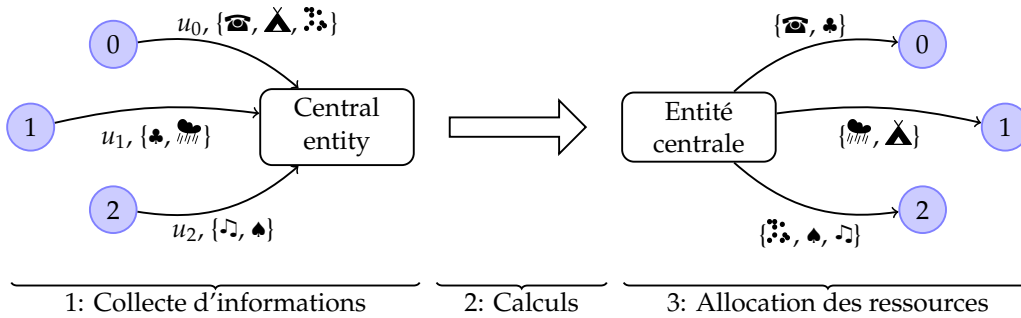 0
u₀, {☎, ⛺, ⁘}
1
u₁, {♣, 🌧}
2
u₂, {♫, ♠}
Central
entity
Entité
centrale
{☎, ♣}
0
{🌧, ⛺}
1
{⁘, ♠, ♫}
2
1: Collecte d'informations
2: Calculs
3: Allocation des ressources